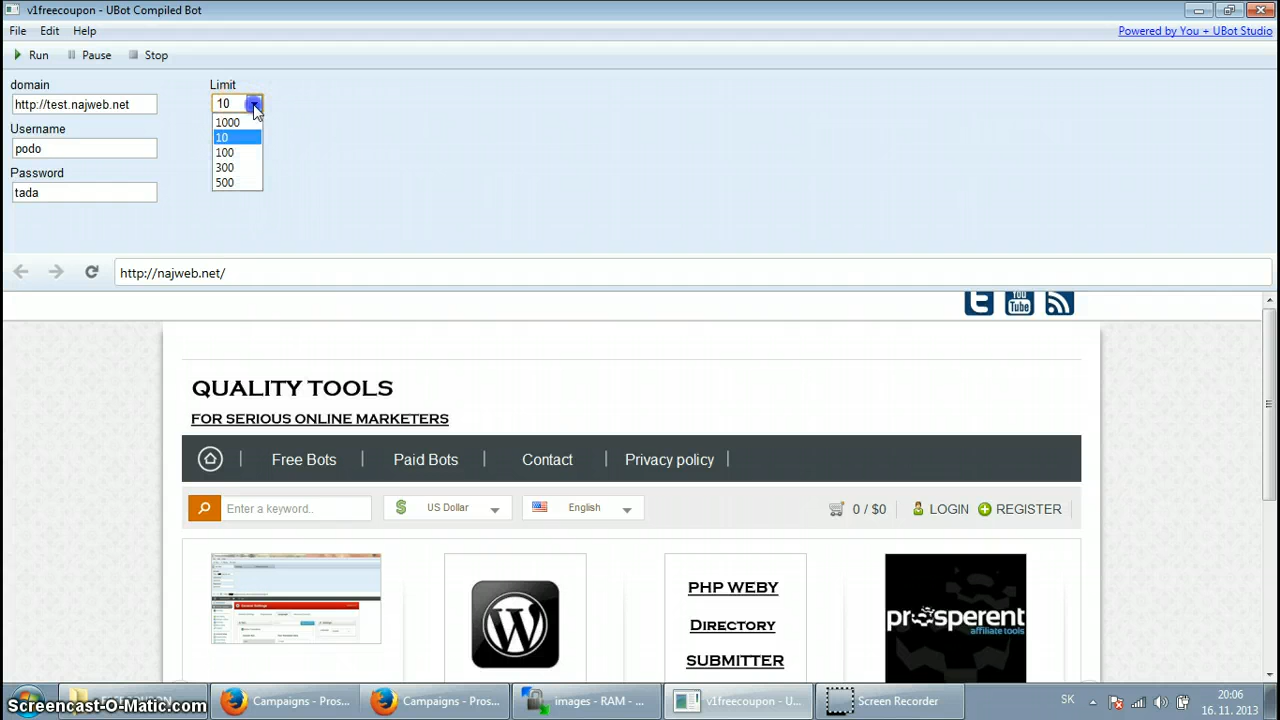 v1freecoupon - UBot Compiled Bot
File Edit Help
Powered by You + UBot Studio
Run Pause Stop
domain
http://test.najweb.net
Username
podo
Password
tada
Limit
10
1000
10
100
300
500
http://najweb.net/
You
Tube
QUALITY TOOLS
FOR SERIOUS ONLINE MARKETERS
Free Bots | Paid Bots | Contact | Privacy policy |
Enter a keyword..
$ US Dollar
English
0 / $0
LOGIN
REGISTER
PHP WEBY
DIRECTORY
SUBMITTER
prosperent
affiliate tools
Campaigns - Pros...
Campaigns - Pros...
images - RAM - ...
v1freecoupon - U...
Screen Recorder
SK
20:06
16. 11. 2013
Screencast-O-Matic.com